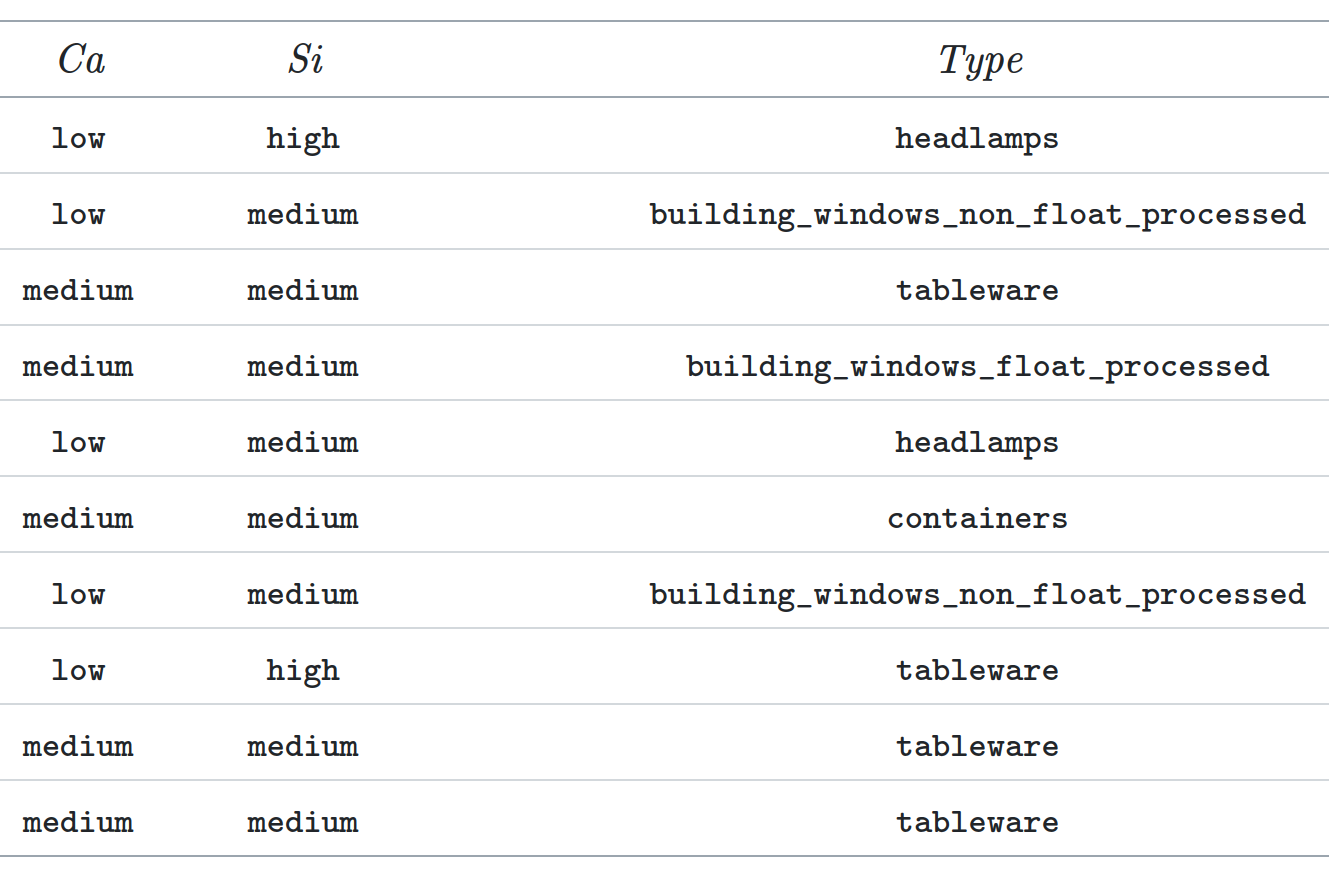 Ca Si Type
low high headlamps
low medium building_windows_non_float_processed
medium medium tableware
medium medium building_windows_float_processed
low medium headlamps
medium medium containers
low medium building_windows_non_float_processed
low high tableware
medium medium tableware
medium medium tableware